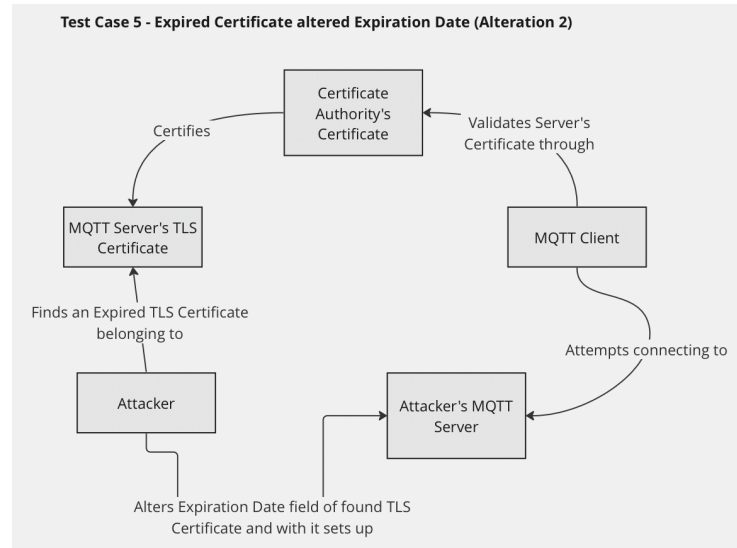 Test Case 5 - Expired Certificate altered Expiration Date (Alteration 2)
Certificate
Authority's
Certificate
Certifies
Validates Server's
Certificate through
MQTT Server's TLS
Certificate
MQTT Client
Finds an Expired TLS Certificate
belonging to
Attempts connecting to
Attacker
Attacker's MQTT
Server
Alters Expiration Date field of found TLS
Certificate and with it sets up